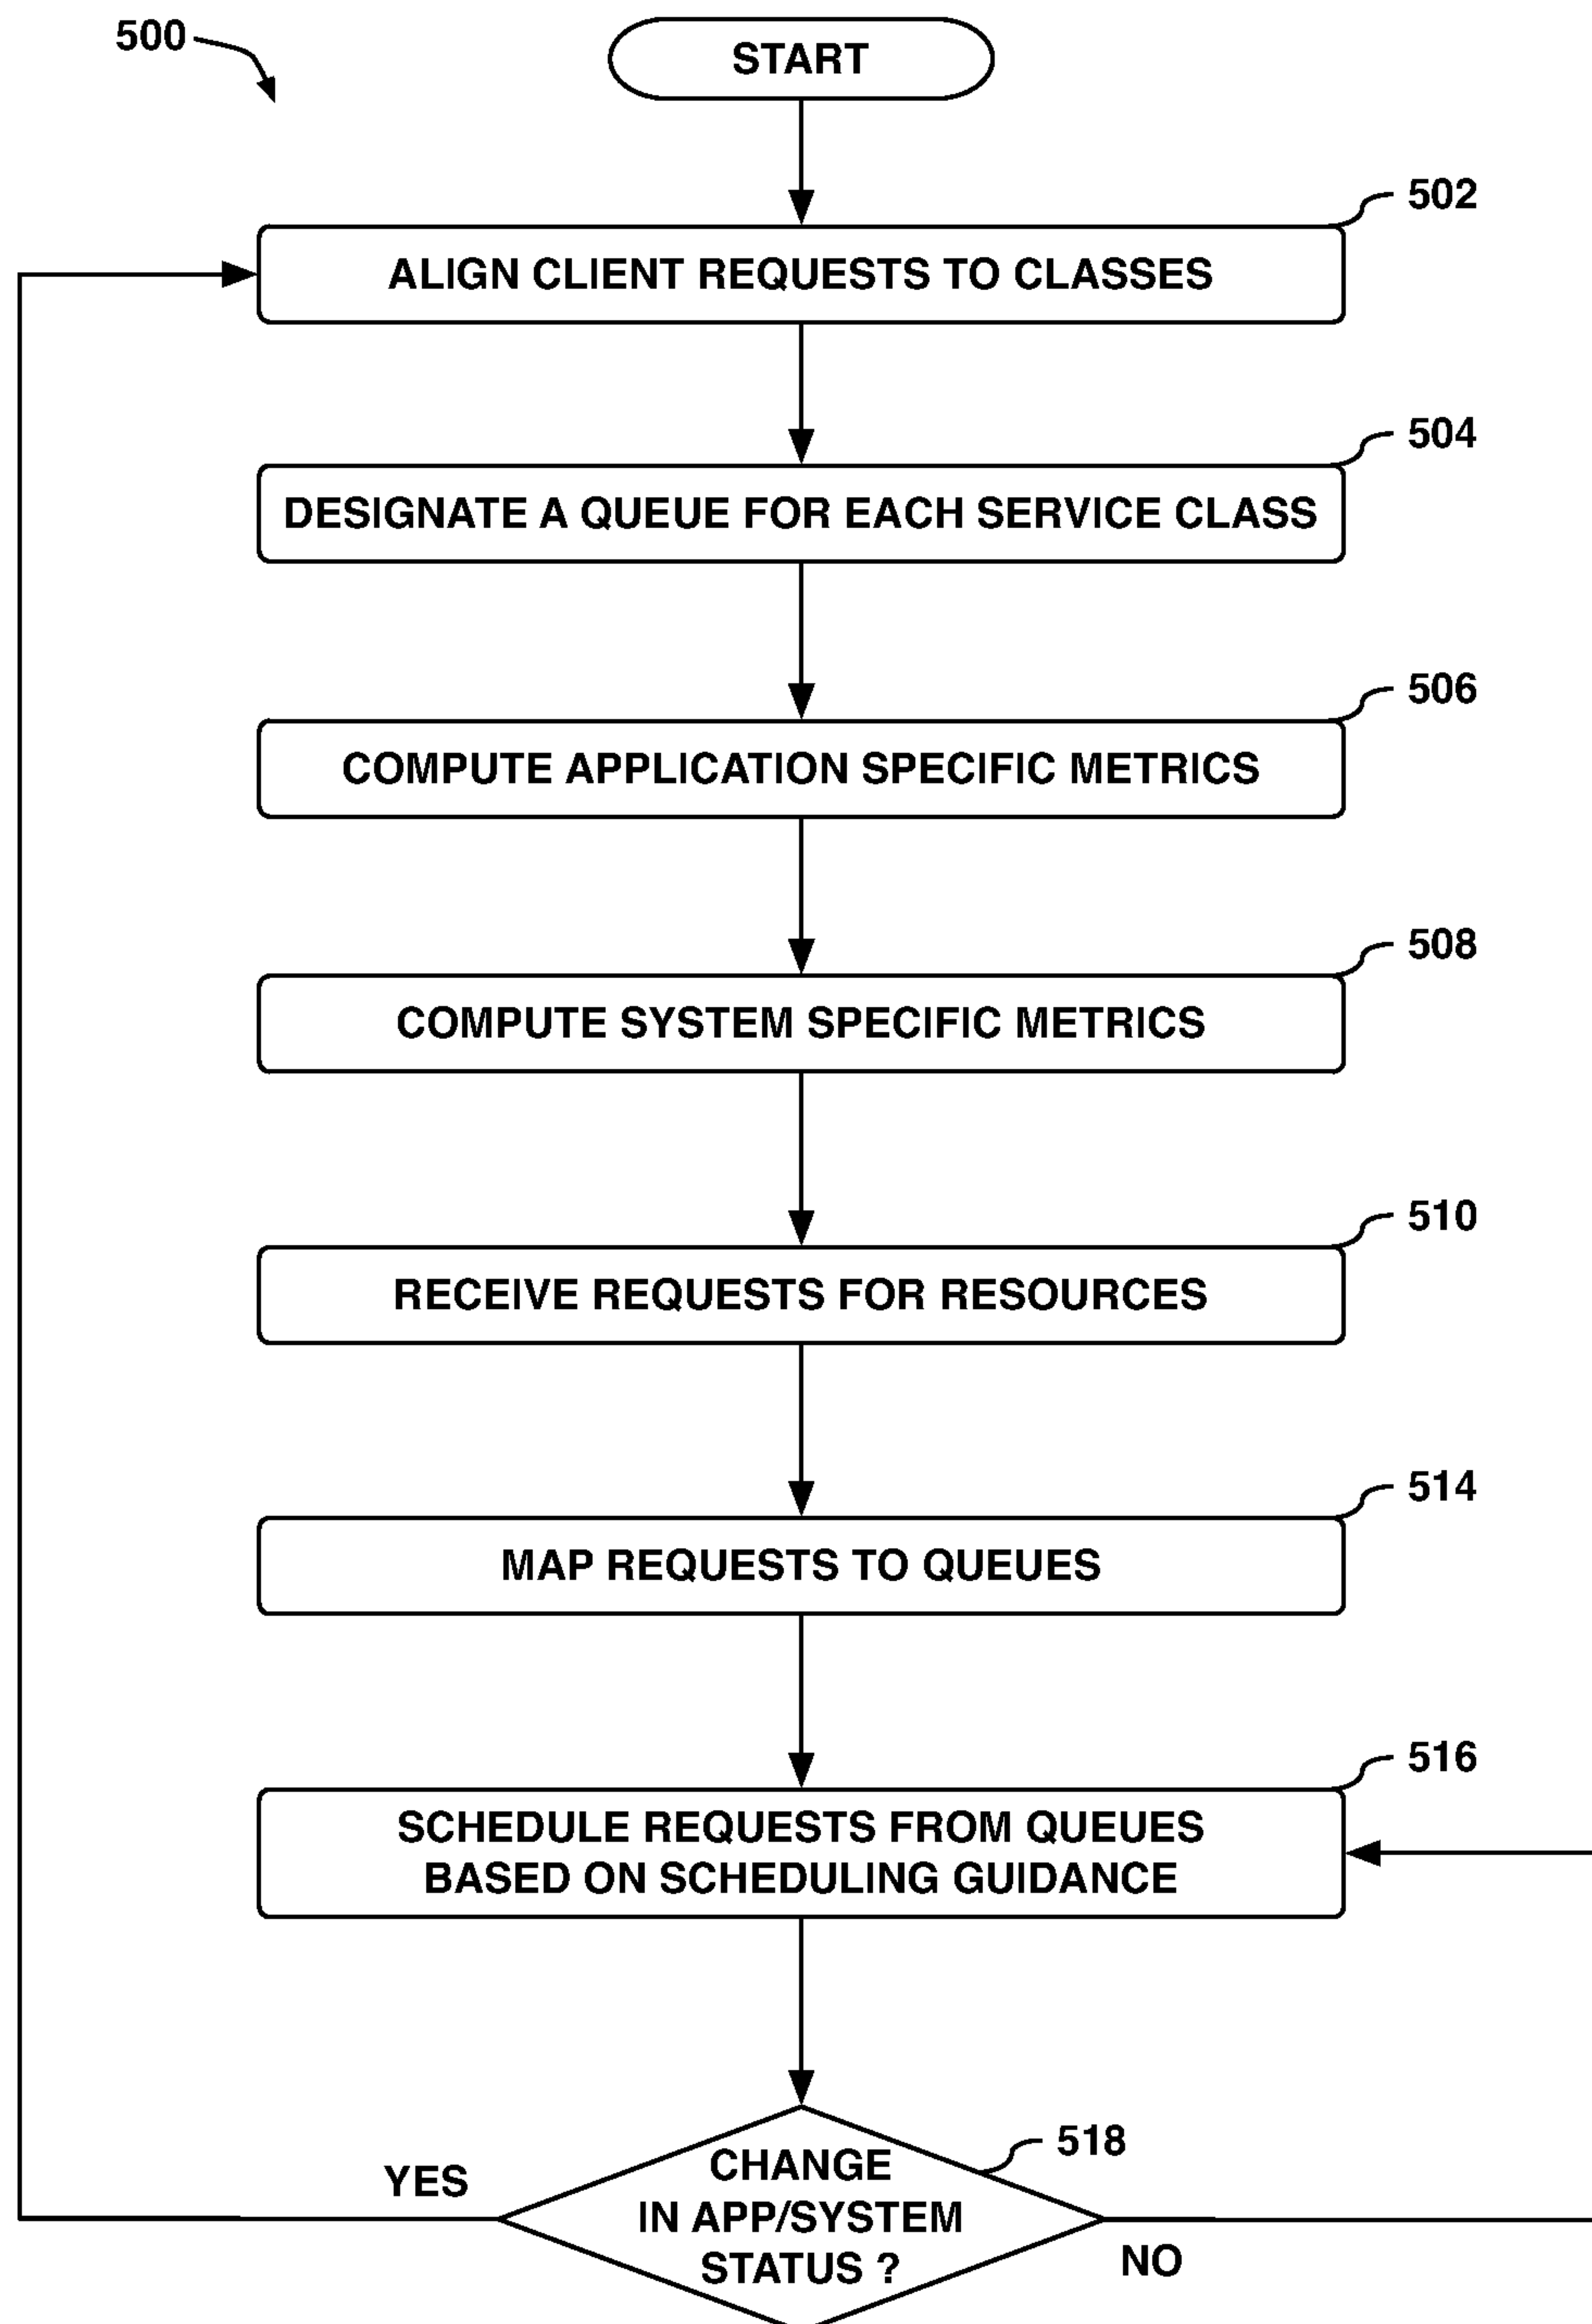 500
START
502
ALIGN CLIENT REQUESTS TO CLASSES
504
DESIGNATE A QUEUE FOR EACH SERVICE CLASS
506
COMPUTE APPLICATION SPECIFIC METRICS
508
COMPUTE SYSTEM SPECIFIC METRICS
510
RECEIVE REQUESTS FOR RESOURCES
514
MAP REQUESTS TO QUEUES
516
SCHEDULE REQUESTS FROM QUEUES
BASED ON SCHEDULING GUIDANCE
518
CHANGE
IN APP/SYSTEM
STATUS ?
YES
NO